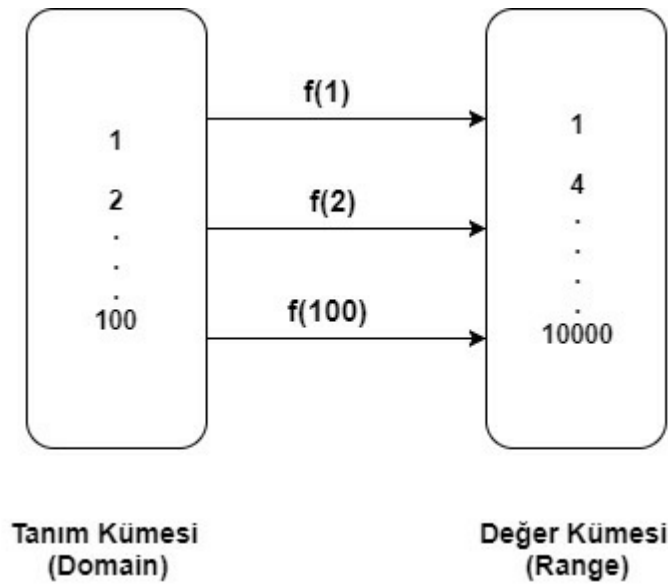 f(1)
1
1
2
f(2)
4
.
.
.
.
.
.
.
f(100)
100
10000
Tanım Kümesi
(Domain)
Değer Kümesi
(Range)